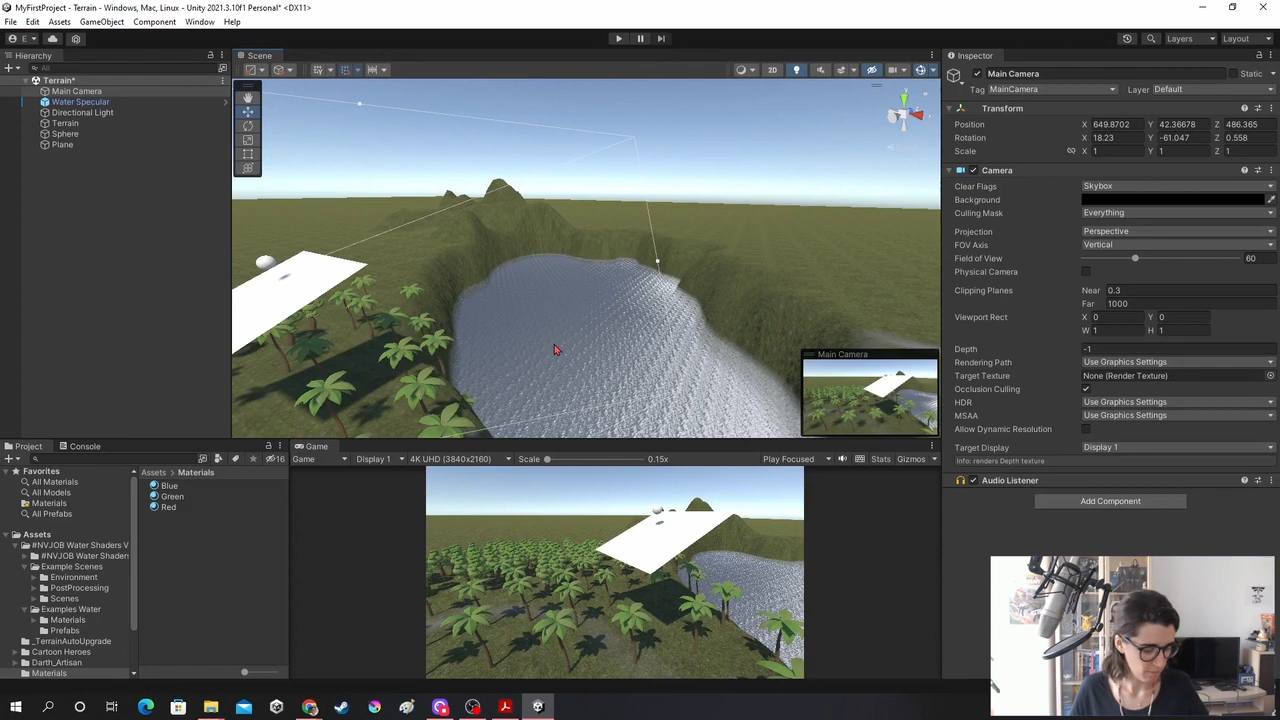 MyFirstProject - Terrain - Windows, Mac, Linux - Unity 2021.3.10f1 Personal* <DX11>
File Edit Assets GameObject Component Window Help
E
Layers Layout
Hierarchy
All
Terrain*
Main Camera
Water Specular
Directional Light
Terrain
Sphere
Plane
Scene
2D
Main Camera
Inspector
Main Camera Static
Tag MainCamera Layer Default
Transform
Position X 649.8702 Y 42.36678 Z 486.365
Rotation X 18.23 Y -61.047 Z 0.558
Scale X 1 Y 1 Z 1
Camera
Clear Flags Skybox
Background
Culling Mask Everything
Projection Perspective
FOV Axis Vertical
Field of View 60
Physical Camera
Clipping Planes Near 0.3
Far 1000
Viewport Rect X 0 Y 0
W 1 H 1
Depth -1
Rendering Path Use Graphics Settings
Target Texture None (Render Texture)
Occlusion Culling
HDR Use Graphics Settings
MSAA Use Graphics Settings
Allow Dynamic Resolution
Target Display Display 1
Info: renders Depth texture
Audio Listener
Add Component
Project Console
16
Favorites
All Materials
All Models
Materials
All Prefabs
Assets
#NVJOB Water Shaders V
#NVJOB Water Shaders
Example Scenes
Environment
PostProcessing
Scenes
Examples Water
Materials
Prefabs
_TerrainAutoUpgrade
Cartoon Heroes
Darth_Artisan
Materials
Assets Materials
Blue
Green
Red
Game
Game Display 1 4K UHD (3840x2160) Scale 0.15x Play Focused Stats Gizmos